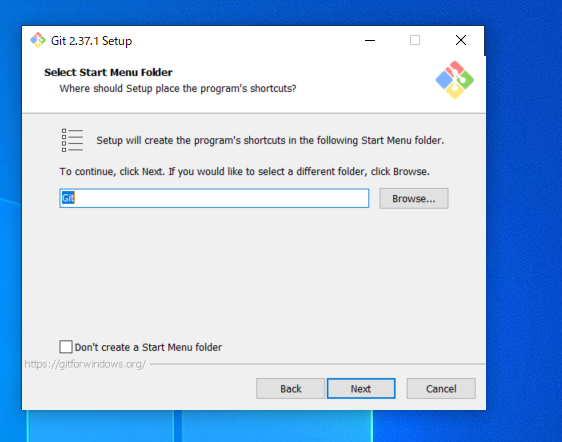 Git 2.37.1 Setup
Select Start Menu Folder
Where should Setup place the program's shortcuts?
Setup will create the program's shortcuts in the following Start Menu folder.
To continue, click Next. If you would like to select a different folder, click Browse.
Git
Browse...
Don't create a Start Menu folder
https://gitforwindows.org/
Back
Next
Cancel